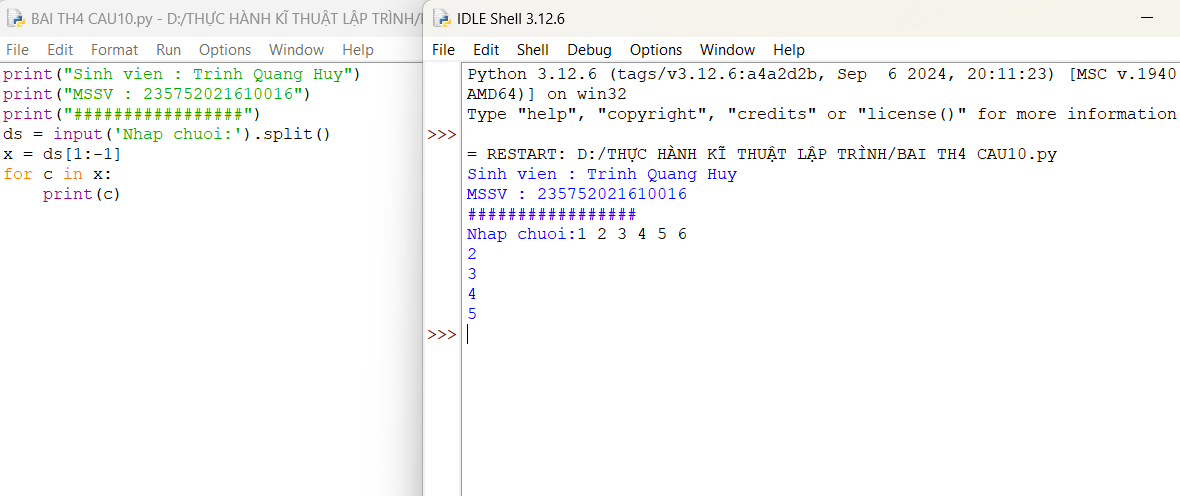 BAI TH4 CAU10.py - D:/THỰC HÀNH KĨ THUẬT LẬP TRÌNH/
File Edit Format Run Options Window Help
print("Sinh vien : Trinh Quang Huy")
print("MSSV : 235752021610016")
print("#################")
ds = input('Nhap chuoi:').split()
x = ds[1:-1]
for c in x:
    print(c)
IDLE Shell 3.12.6
File Edit Shell Debug Options Window Help
Python 3.12.6 (tags/v3.12.6:a4a2d2b, Sep  6 2024, 20:11:23) [MSC v.1940
AMD64)] on win32
Type "help", "copyright", "credits" or "license()" for more information
>>>
= RESTART: D:/THỰC HÀNH KĨ THUẬT LẬP TRÌNH/BAI TH4 CAU10.py
Sinh vien : Trinh Quang Huy
MSSV : 235752021610016
#################
Nhap chuoi:1 2 3 4 5 6
2
3
4
5
>>>